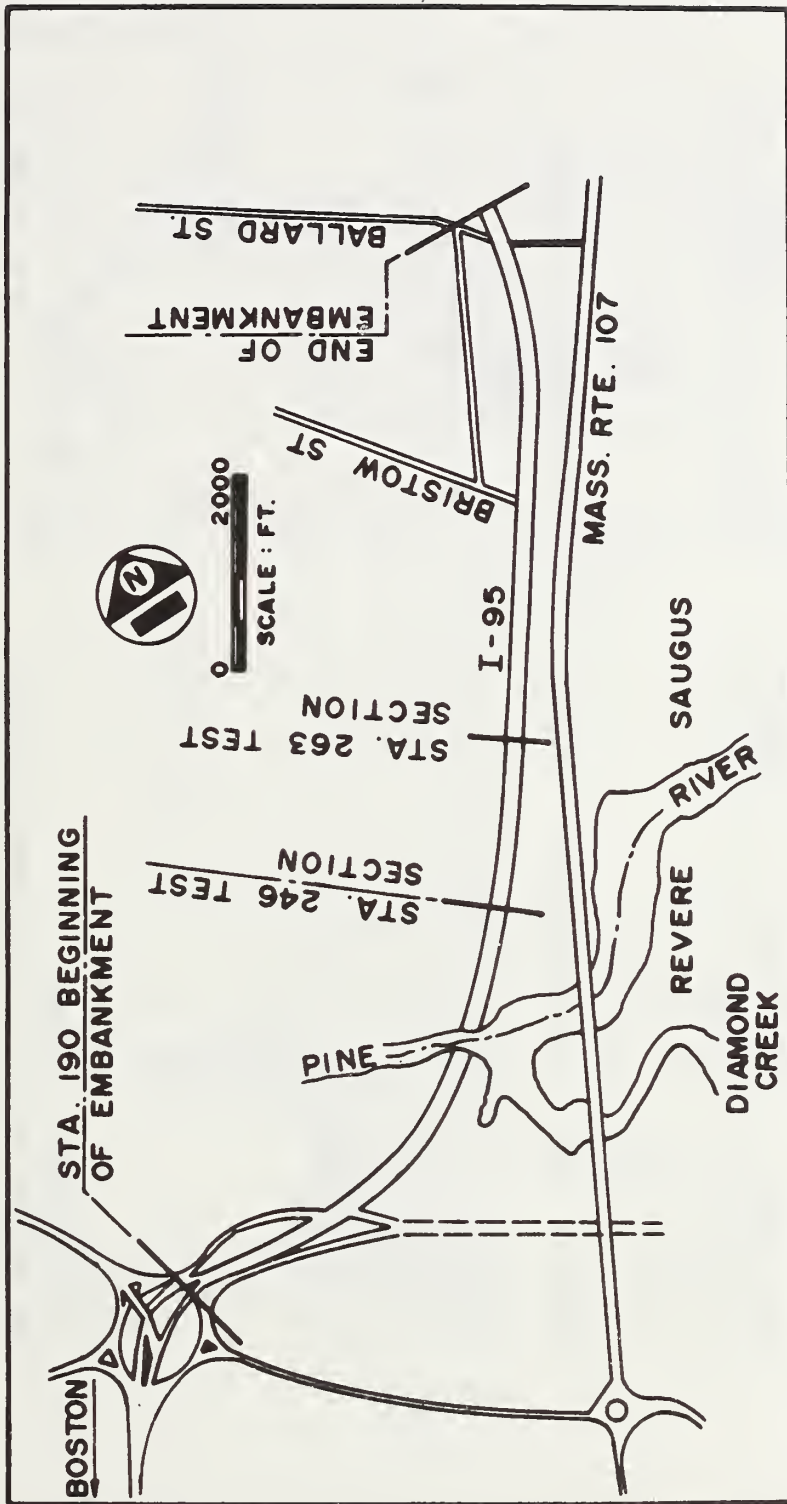 BOSTON
STA. 190 BEGINNING
OF EMBANKMENT
N
0 2000
SCALE : FT.
END OF
EMBANKMENT
BALLARD ST.
BRISTOW ST
STA. 246 TEST
SECTION
STA. 263 TEST
SECTION
I-95
MASS. RTE. 107
PINE
RIVER
REVERE
SAUGUS
DIAMOND
CREEK